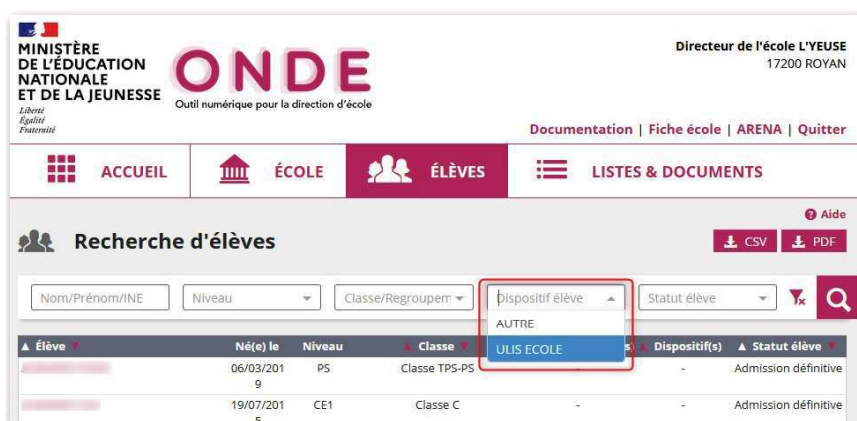 MINISTÈRE
DE L'ÉDUCATION
NATIONALE
ET DE LA JEUNESSE
Liberté
Égalité
Fraternité
ONDE
Outil numérique pour la direction d'école
Directeur de l'école L'YEUSE
17200 ROYAN
Documentation | Fiche école | ARENA | Quitter
ACCUEIL ÉCOLE ÉLÈVES LISTES & DOCUMENTS
Aide
Recherche d'élèves CSV PDF
Nom/Prénom/INE Niveau Classe/Regroupem Dispositif élève Statut élève
AUTRE
ULIS ECOLE
Élève Né(e) le Niveau Classe s) Dispositif(s) Statut élève
06/03/201 PS Classe TPS-PS - - Admission définitive
9
19/07/201 CE1 Classe C - - Admission définitive